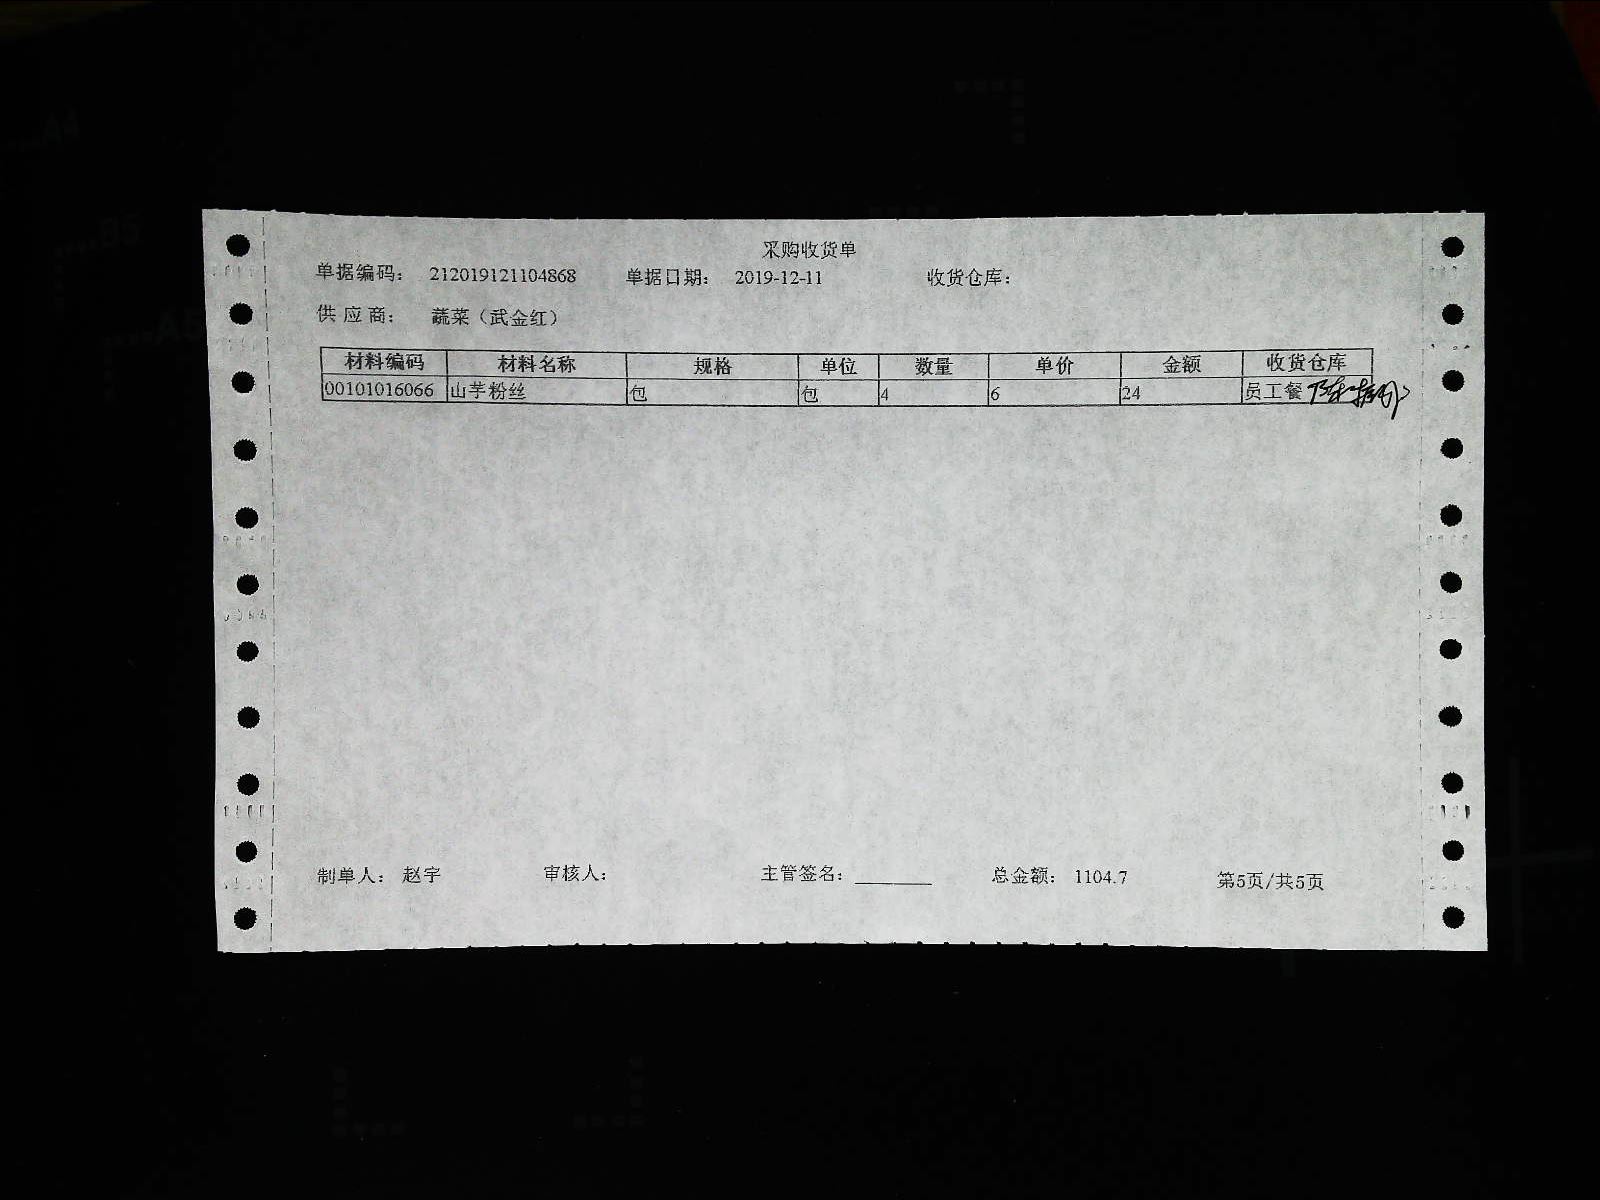 采购收货单
单据编码： 212019121104868 单据日期： 2019-12-11 收货仓库：
供 应 商： 蔬菜（武金红）
材料编码 材料名称 规格 单位 数量 单价 金额 收货仓库
00101016066 山芋粉丝 包 包 4 6 24 员工餐
制单人： 赵宇 审核人： 主管签名：________ 总金额： 1104.7 第5页/共5页